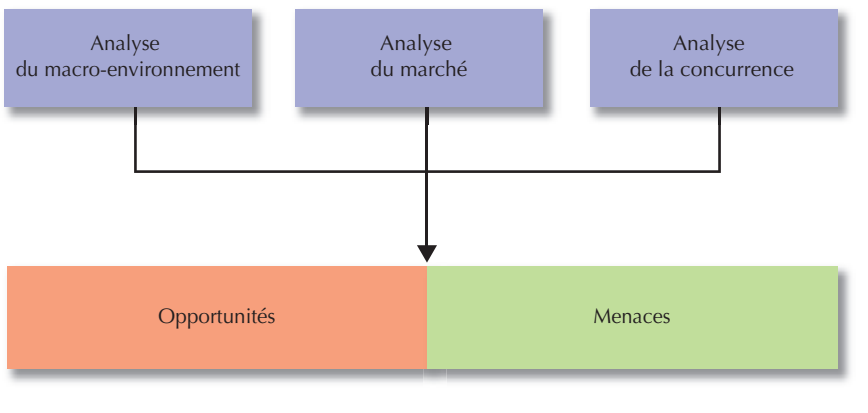 Analyse
du macro-environnement
Analyse
du marché
Analyse
de la concurrence
Opportunités
Menaces